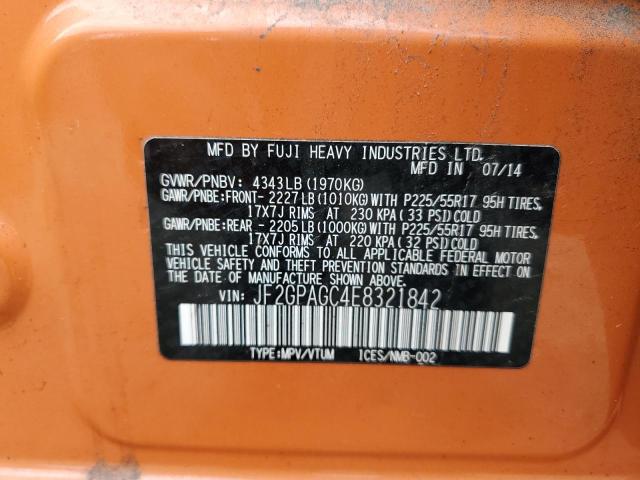 MFD BY FUJI HEAVY INDUSTRIES LTD.
MFD IN 07/14
GVWR/PNBV: 4343LB (1970KG)
GAWR/PNBE:FRONT- 2227LB(1010KG)WITH P225/55R17 95H TIRES,
17X7J RIMS AT 230 KPA( 33 PSI)COLD
GAWR/PNBE:REAR - 2205LB(1000KG)WITH P225/55R17 95H TIRES,
17X7J RIMS AT 220 KPA( 32 PSI)COLD
THIS VEHICLE CONFORMS TO ALL APPLICABLE FEDERAL MOTOR
VEHICLE SAFETY AND THEFT PREVENTION STANDARDS IN EFFECT
ON THE DATE OF MANUFACTURE SHOWN ABOVE.
VIN: JF2GPAGC4E8321842
TYPE:MPV/VTUM ICES/NMB-002